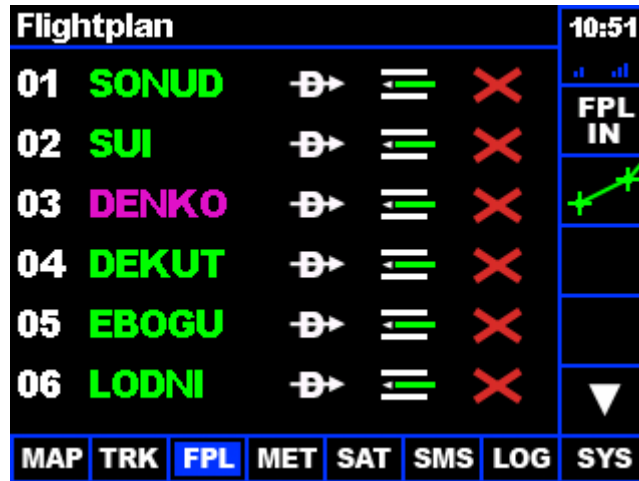 Flightplan 10:51
01 SONUD
FPL IN
02 SUI
03 DENKO
04 DEKUT
05 EBOGU
06 LODNI
MAP TRK FPL MET SAT SMS LOG SYS